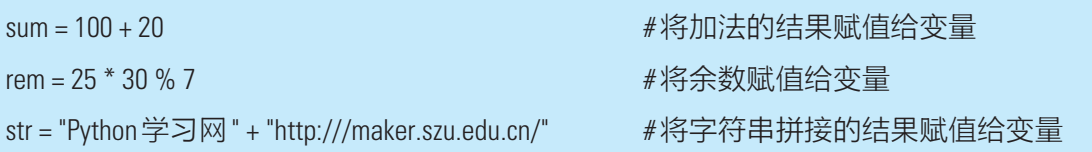 sum = 100 + 20 #将加法的结果赋值给变量
rem = 25 * 30 % 7 #将余数赋值给变量
str = "Python 学习网 " + "http:///maker.szu.edu.cn/" #将字符串拼接的结果赋值给变量